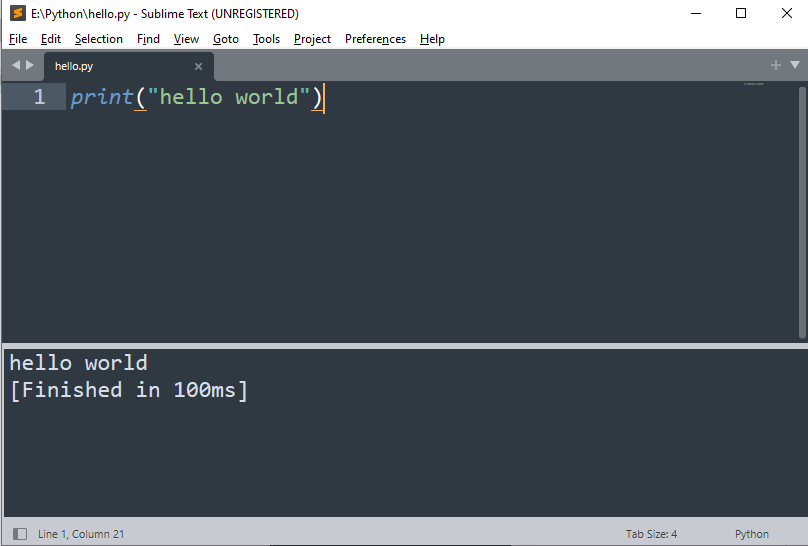 E:\Python\hello.py - Sublime Text (UNREGISTERED)
File Edit Selection Find View Goto Tools Project Preferences Help
hello.py
1 print("hello world")
hello world
[Finished in 100ms]
Line 1, Column 21 Tab Size: 4 Python